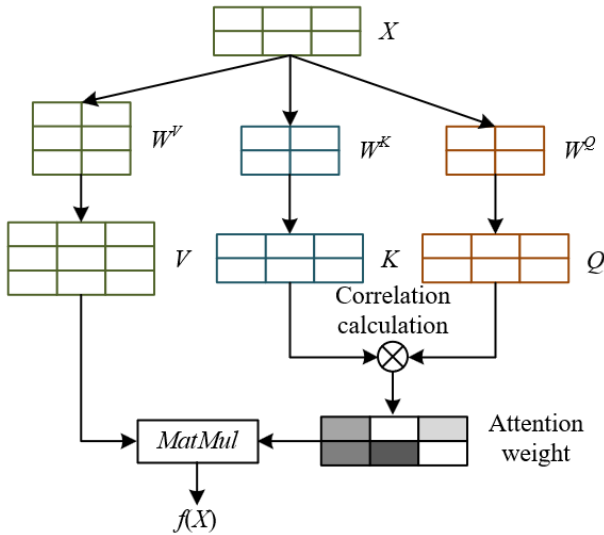 X
W^V
W^K
W^Q
V
K
Q
Correlation
calculation
MatMul
Attention
weight
f(X)